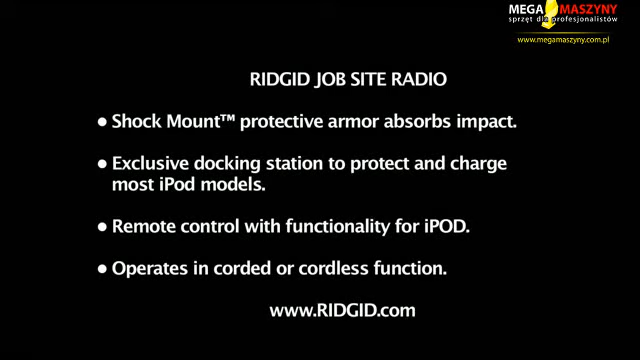 MEGA MASZYNY
sprzęt dla profesjonalistów
www.megamaszyny.com.pl
RIDGID JOB SITE RADIO
● Shock Mount™ protective armor absorbs impact.
● Exclusive docking station to protect and charge
most iPod models.
● Remote control with functionality for iPOD.
● Operates in corded or cordless function.
www.RIDGID.com